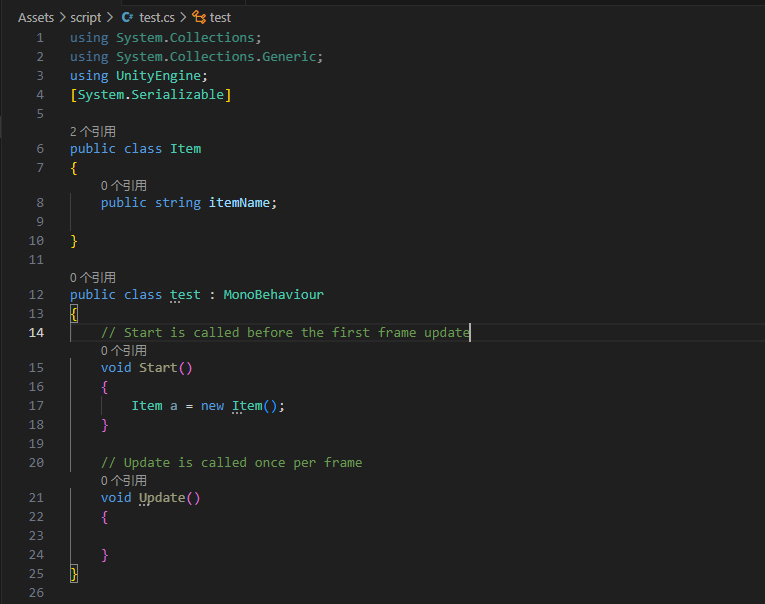 Assets > script > test.cs > test
1 using System.Collections;
2 using System.Collections.Generic;
3 using UnityEngine;
4 [System.Serializable]
5
2 个引用
6 public class Item
7 {
0 个引用
8 public string itemName;
9
10 }
11
0 个引用
12 public class test : MonoBehaviour
13 {
14 // Start is called before the first frame update
0 个引用
15 void Start()
16 {
17 Item a = new Item();
18 }
19
20 // Update is called once per frame
0 个引用
21 void Update()
22 {
23
24 }
25 }
26